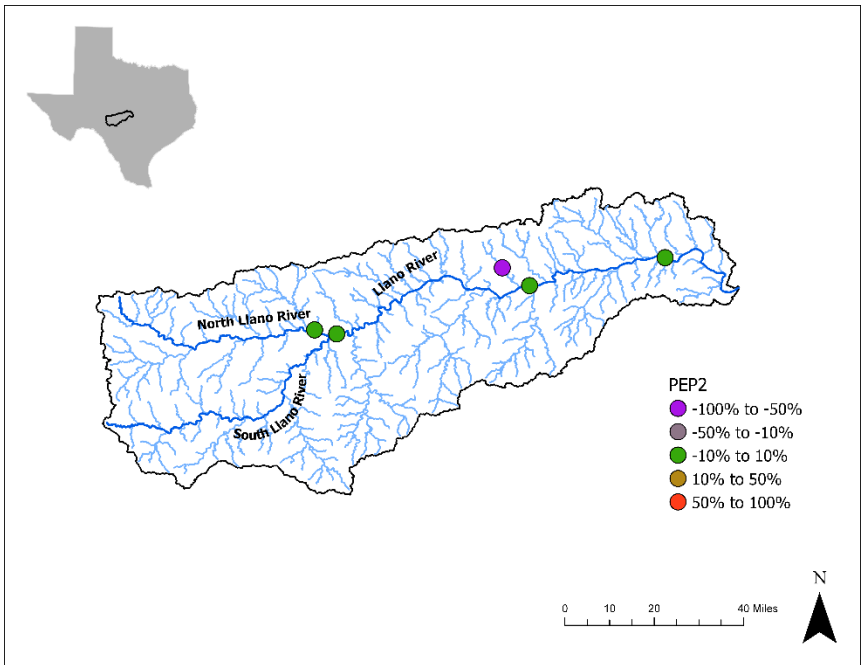 Llano River
North Llano River
South Llano River
PEP2
-100% to -50%
-50% to -10%
-10% to 10%
10% to 50%
50% to 100%
N
0 10 20 40 Miles